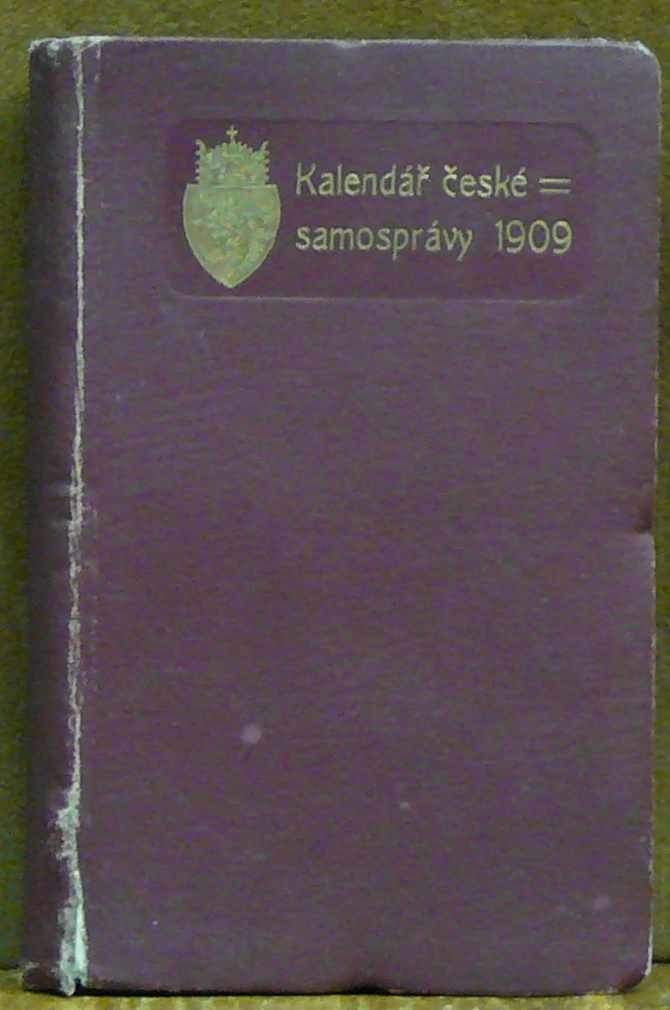 Kalendář české =
samosprávy 1909